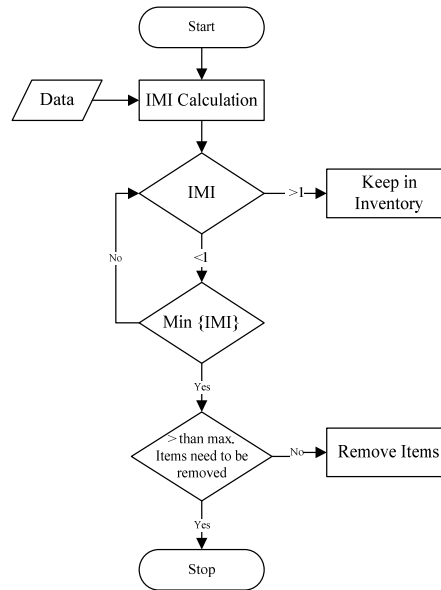 Start
Data
IMI Calculation
IMI
>1
Keep in
Inventory
<1
No
Min {IMI}
Yes
> than max.
Items need to be
removed
No
Remove Items
Yes
Stop